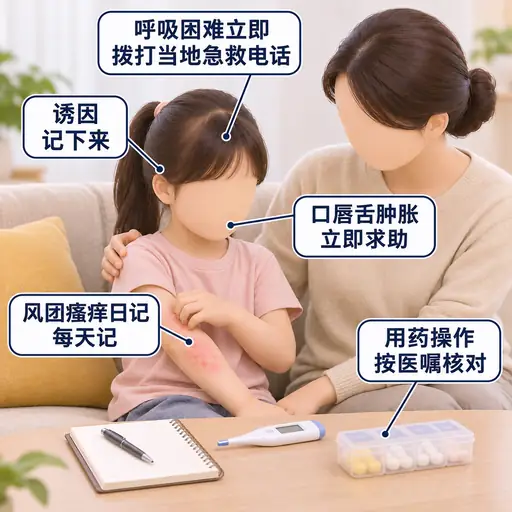 呼吸困难立即
拨打当地急救电话
诱因
记下来
口唇舌肿胀
立即求助
风团瘙痒日记
每天记
用药操作
按医嘱核对